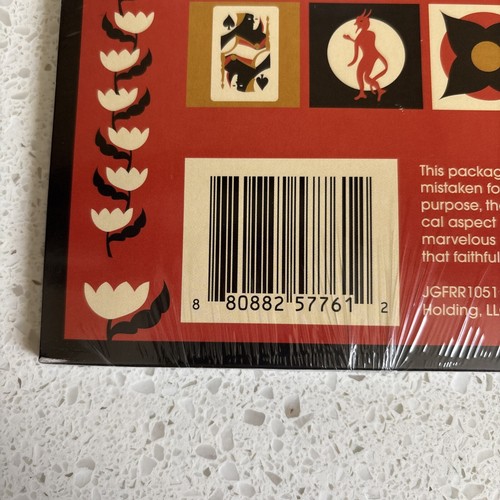 This packag
mistaken fo
purpose, the
cal aspect
marvelous
that faithful
JGFRR1051
Holding, LL
8 80882 57761 2